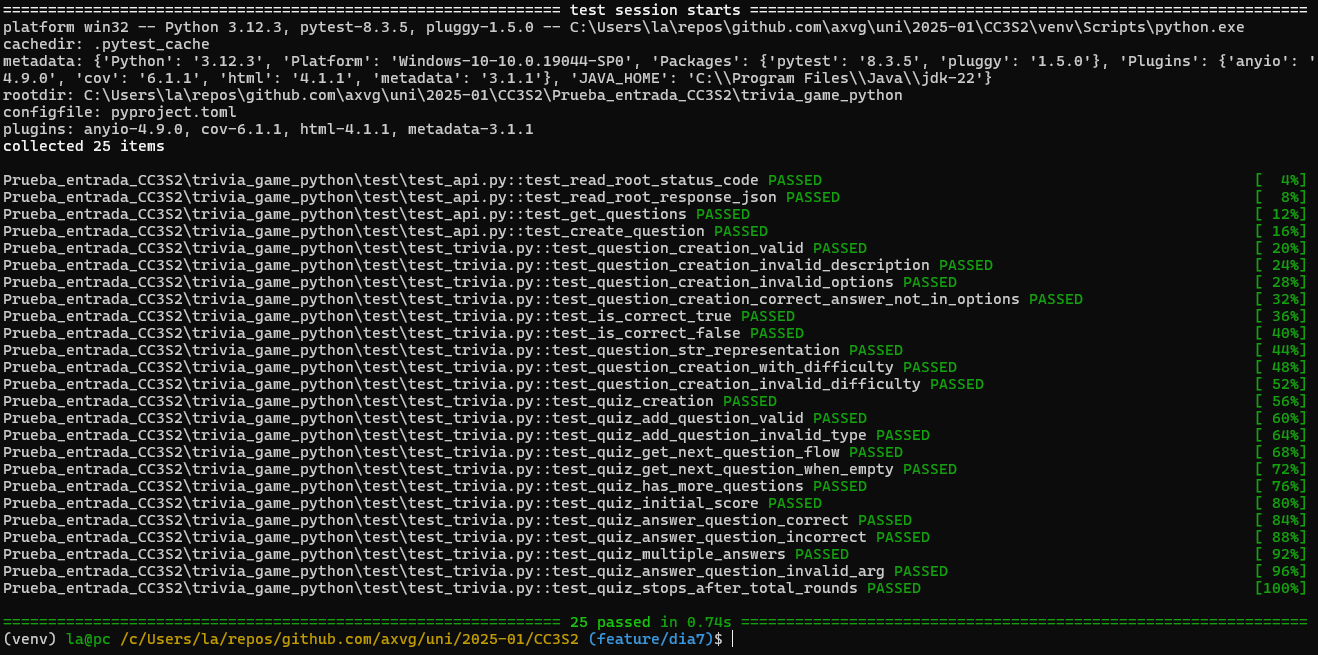 ============================================================== test session starts ==============================================================
platform win32 -- Python 3.12.3, pytest-8.3.5, pluggy-1.5.0 -- C:\Users\la\repos\github.com\axvg\uni\2025-01\CC3S2\venv\Scripts\python.exe
cachedir: .pytest_cache
metadata: {'Python': '3.12.3', 'Platform': 'Windows-10-10.0.19044-SP0', 'Packages': {'pytest': '8.3.5', 'pluggy': '1.5.0'}, 'Plugins': {'anyio': '
4.9.0', 'cov': '6.1.1', 'html': '4.1.1', 'metadata': '3.1.1'}, 'JAVA_HOME': 'C:\\Program Files\\Java\\jdk-22'}
rootdir: C:\Users\la\repos\github.com\axvg\uni\2025-01\CC3S2\Prueba_entrada_CC3S2\trivia_game_python
configfile: pyproject.toml
plugins: anyio-4.9.0, cov-6.1.1, html-4.1.1, metadata-3.1.1
collected 25 items
Prueba_entrada_CC3S2\trivia_game_python\test\test_api.py::test_read_root_status_code PASSED [  4%]
Prueba_entrada_CC3S2\trivia_game_python\test\test_api.py::test_read_root_response_json PASSED [  8%]
Prueba_entrada_CC3S2\trivia_game_python\test\test_api.py::test_get_questions PASSED [ 12%]
Prueba_entrada_CC3S2\trivia_game_python\test\test_api.py::test_create_question PASSED [ 16%]
Prueba_entrada_CC3S2\trivia_game_python\test\test_trivia.py::test_question_creation_valid PASSED [ 20%]
Prueba_entrada_CC3S2\trivia_game_python\test\test_trivia.py::test_question_creation_invalid_description PASSED [ 24%]
Prueba_entrada_CC3S2\trivia_game_python\test\test_trivia.py::test_question_creation_invalid_options PASSED [ 28%]
Prueba_entrada_CC3S2\trivia_game_python\test\test_trivia.py::test_question_creation_correct_answer_not_in_options PASSED [ 32%]
Prueba_entrada_CC3S2\trivia_game_python\test\test_trivia.py::test_is_correct_true PASSED [ 36%]
Prueba_entrada_CC3S2\trivia_game_python\test\test_trivia.py::test_is_correct_false PASSED [ 40%]
Prueba_entrada_CC3S2\trivia_game_python\test\test_trivia.py::test_question_str_representation PASSED [ 44%]
Prueba_entrada_CC3S2\trivia_game_python\test\test_trivia.py::test_question_creation_with_difficulty PASSED [ 48%]
Prueba_entrada_CC3S2\trivia_game_python\test\test_trivia.py::test_question_creation_invalid_difficulty PASSED [ 52%]
Prueba_entrada_CC3S2\trivia_game_python\test\test_trivia.py::test_quiz_creation PASSED [ 56%]
Prueba_entrada_CC3S2\trivia_game_python\test\test_trivia.py::test_quiz_add_question_valid PASSED [ 60%]
Prueba_entrada_CC3S2\trivia_game_python\test\test_trivia.py::test_quiz_add_question_invalid_type PASSED [ 64%]
Prueba_entrada_CC3S2\trivia_game_python\test\test_trivia.py::test_quiz_get_next_question_flow PASSED [ 68%]
Prueba_entrada_CC3S2\trivia_game_python\test\test_trivia.py::test_quiz_get_next_question_when_empty PASSED [ 72%]
Prueba_entrada_CC3S2\trivia_game_python\test\test_trivia.py::test_quiz_has_more_questions PASSED [ 76%]
Prueba_entrada_CC3S2\trivia_game_python\test\test_trivia.py::test_quiz_initial_score PASSED [ 80%]
Prueba_entrada_CC3S2\trivia_game_python\test\test_trivia.py::test_quiz_answer_question_correct PASSED [ 84%]
Prueba_entrada_CC3S2\trivia_game_python\test\test_trivia.py::test_quiz_answer_question_incorrect PASSED [ 88%]
Prueba_entrada_CC3S2\trivia_game_python\test\test_trivia.py::test_quiz_multiple_answers PASSED [ 92%]
Prueba_entrada_CC3S2\trivia_game_python\test\test_trivia.py::test_quiz_answer_question_invalid_arg PASSED [ 96%]
Prueba_entrada_CC3S2\trivia_game_python\test\test_trivia.py::test_quiz_stops_after_total_rounds PASSED [100%]
============================================================== 25 passed in 0.74s ===============================================================
(venv) la@pc /c/Users/la/repos/github.com/axvg/uni/2025-01/CC3S2 (feature/dia7)$